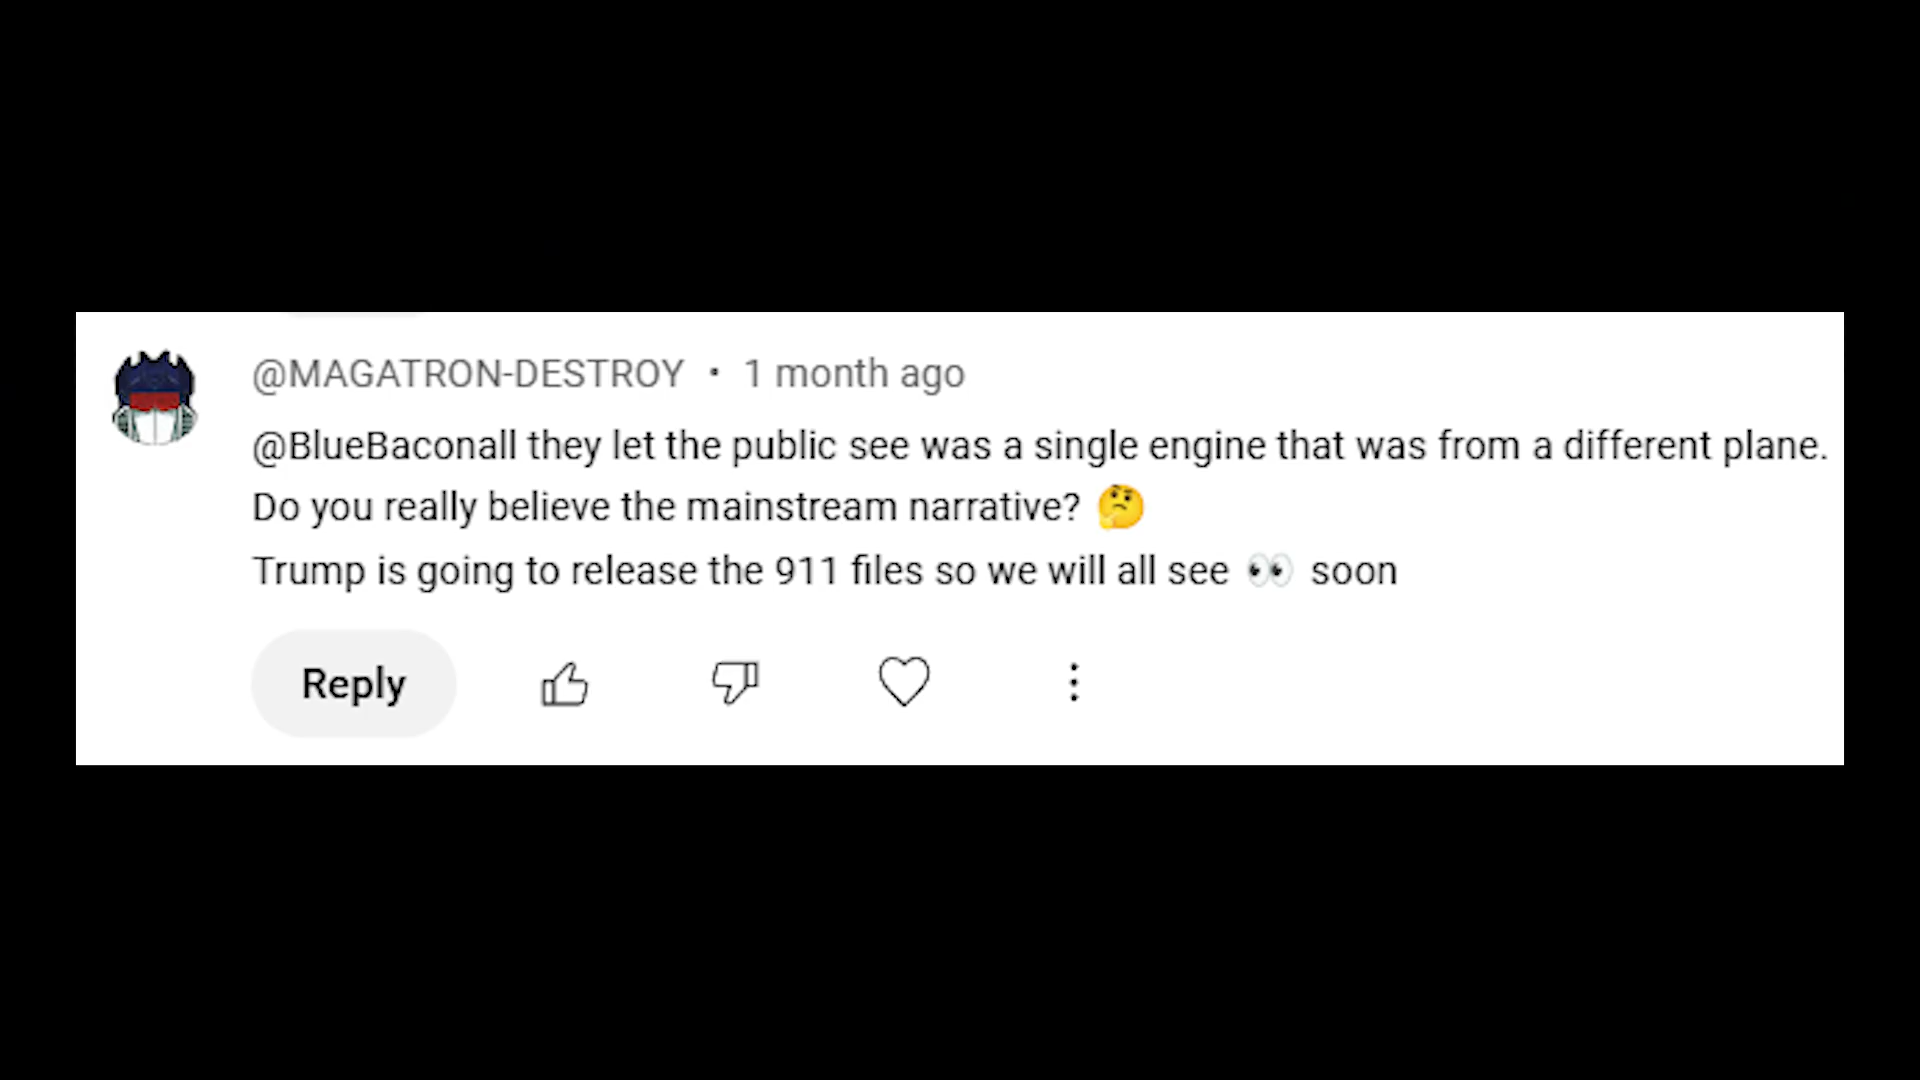 @MAGATRON-DESTROY • 1 month ago
@BlueBaconall they let the public see was a single engine that was from a different plane.
Do you really believe the mainstream narrative? 🤔
Trump is going to release the 911 files so we will all see 👀 soon
Reply